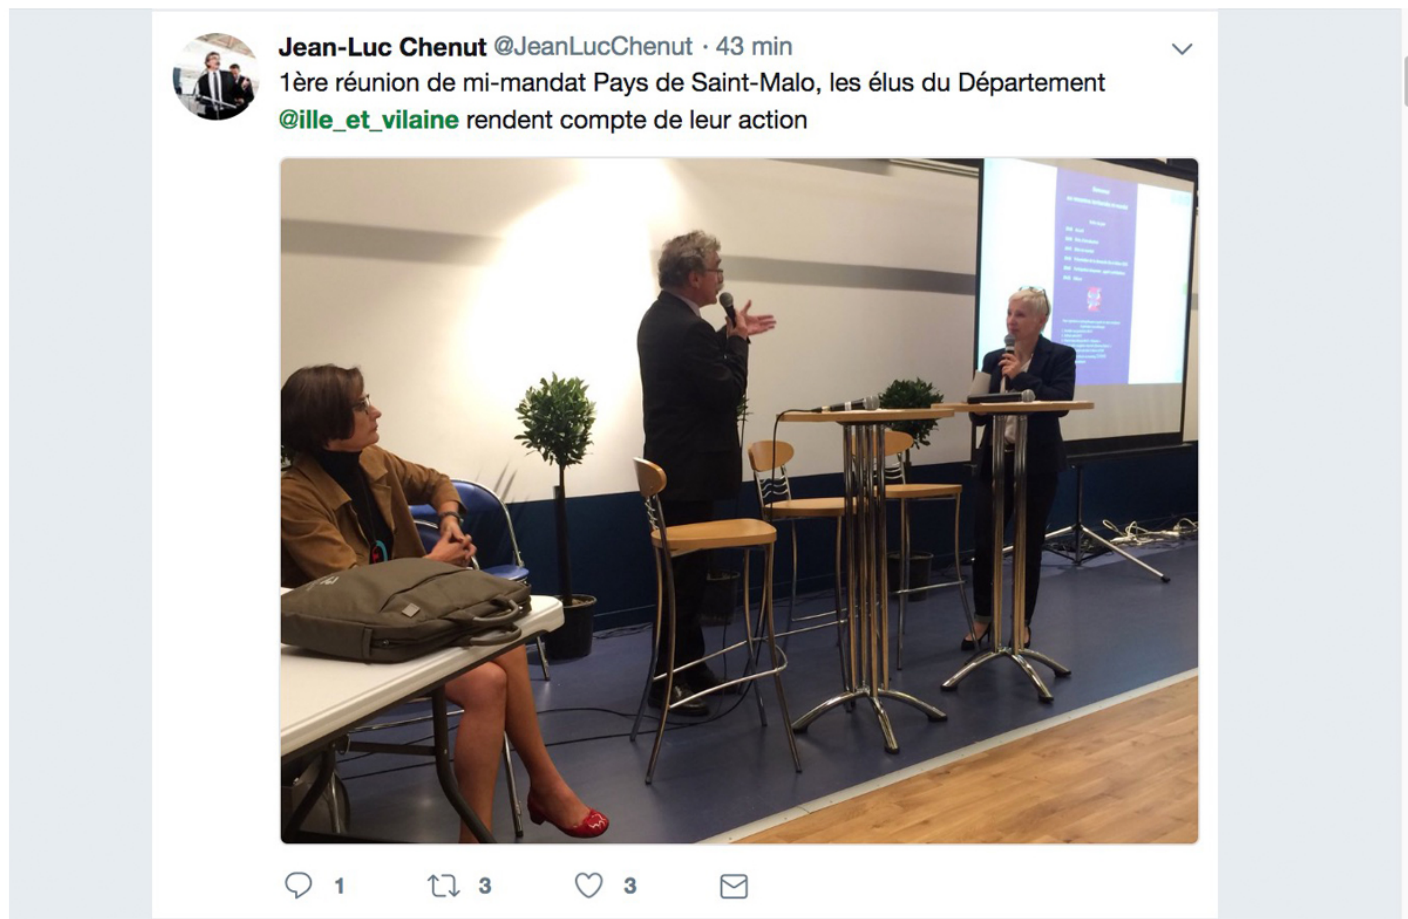 Jean-Luc Chenut @JeanLucChenut · 43 min
1ère réunion de mi-mandat Pays de Saint-Malo, les élus du Département
@ille_et_vilaine rendent compte de leur action
1 3 3